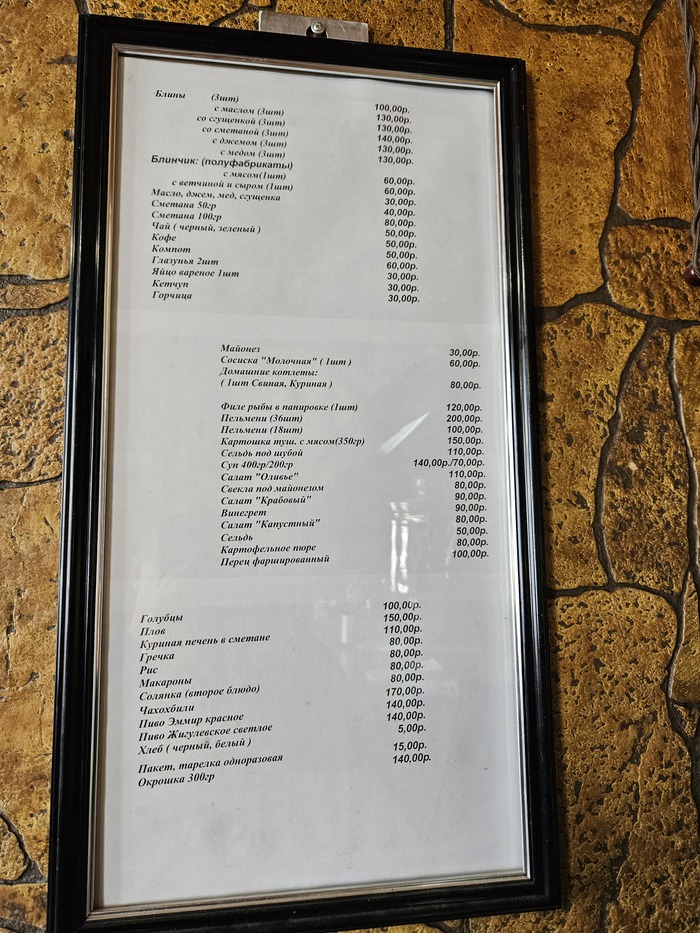 Блины (3шт) 100,00р.
с маслом (3шт) 130,00р.
со сгущенкой (3шт) 130,00р.
со сметаной (3шт) 140,00р.
с джемом (3шт) 130,00р.
с медом (3шт) 130,00р.
Блинчик: (полуфабрикаты)
с мясом(1шт) 60,00р.
с ветчиной и сыром (1шт) 60,00р.
Масло, джем, мед, сгущенка 30,00р.
Сметана 50гр 40,00р.
Сметана 100гр 80,00р.
Чай ( черный, зеленый ) 50,00р.
Кофе 50,00р.
Компот 50,00р.
Глазунья 2шт 60,00р.
Яйцо вареное 1шт 30,00р.
Кетчуп 30,00р.
Горчица 30,00р.
Майонез 30,00р.
Сосиска "Молочная" ( 1шт ) 60,00р.
Домашние котлеты:
( 1шт Свиная, Куриная ) 80,00р.
Филе рыбы в панировке (1шт) 120,00р.
Пельмени (36шт) 200,00р.
Пельмени (18шт) 100,00р.
Картошка туш. с мясом(350гр) 150,00р.
Сельдь под шубой 110,00р.
Суп 400гр/200гр 140,00р./70,00р.
Салат "Оливье" 110,00р.
Свекла под майонезом 80,00р.
Салат "Крабовый" 90,00р.
Винегрет 90,00р.
Салат "Капустный" 80,00р.
Сельдь 50,00р.
Картофельное пюре 80,00р.
Перец фаршированный 100,00р.
Голубцы 100,00р.
Плов 150,00р.
Куриная печень в сметане 110,00р.
Гречка 80,00р.
Рис 80,00р.
Макароны 80,00р.
Солянка (второе блюдо) 80,00р.
Чахохбили 170,00р.
Пиво Эммир красное 140,00р.
Пиво Жигулевское светлое 140,00р.
Хлеб ( черный, белый ) 5,00р.
Пакет, тарелка одноразовая 15,00р.
Окрошка 300гр 140,00р.